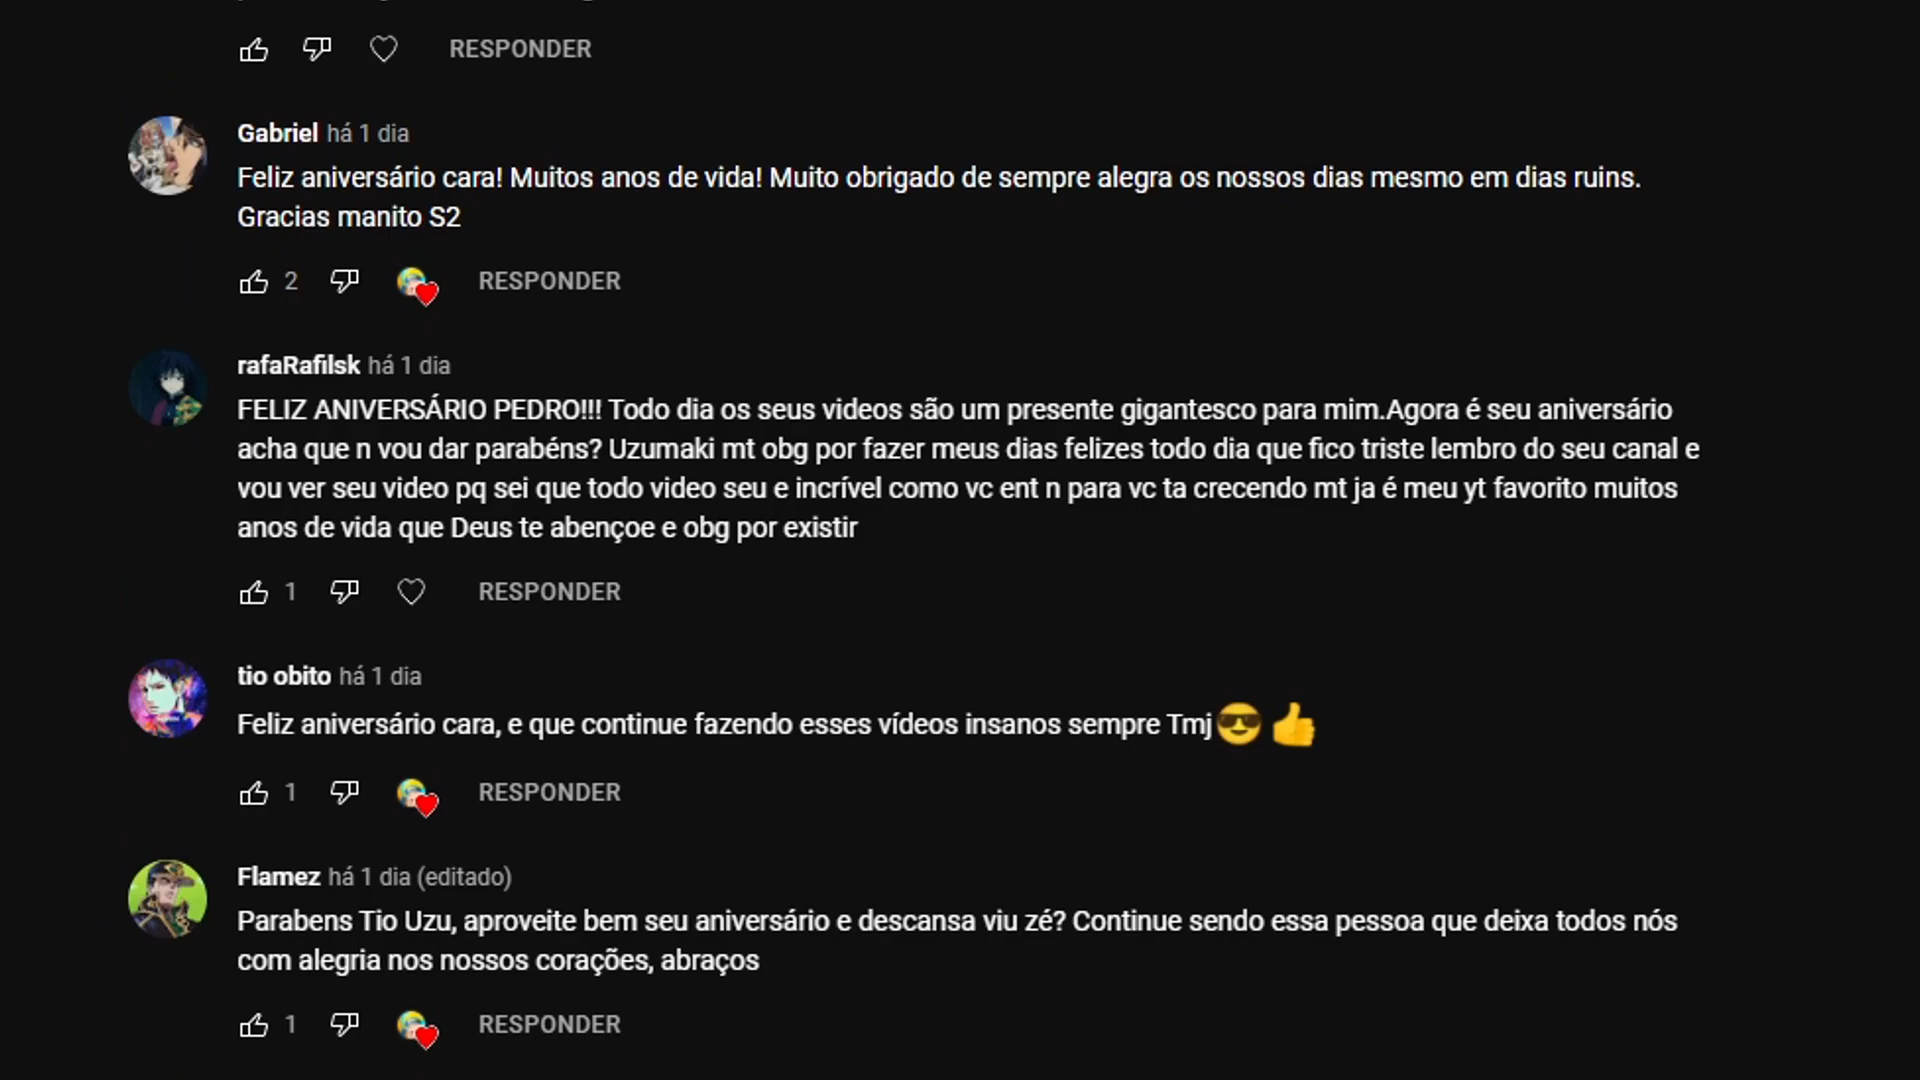 RESPONDER
Gabriel há 1 dia
Feliz aniversário cara! Muitos anos de vida! Muito obrigado de sempre alegra os nossos dias mesmo em dias ruins.
Gracias manito S2
2 RESPONDER
rafaRafilsk há 1 dia
FELIZ ANIVERSÁRIO PEDRO!!! Todo dia os seus videos são um presente gigantesco para mim.Agora é seu aniversário
acha que n vou dar parabéns? Uzumaki mt obg por fazer meus dias felizes todo dia que fico triste lembro do seu canal e
vou ver seu video pq sei que todo video seu e incrível como vc ent n para vc ta crecendo mt ja é meu yt favorito muitos
anos de vida que Deus te abençoe e obg por existir
1 RESPONDER
tio obito há 1 dia
Feliz aniversário cara, e que continue fazendo esses vídeos insanos sempre Tmj😎👍
1 RESPONDER
Flamez há 1 dia (editado)
Parabens Tio Uzu, aproveite bem seu aniversário e descansa viu zé? Continue sendo essa pessoa que deixa todos nós
com alegria nos nossos corações, abraços
1 RESPONDER